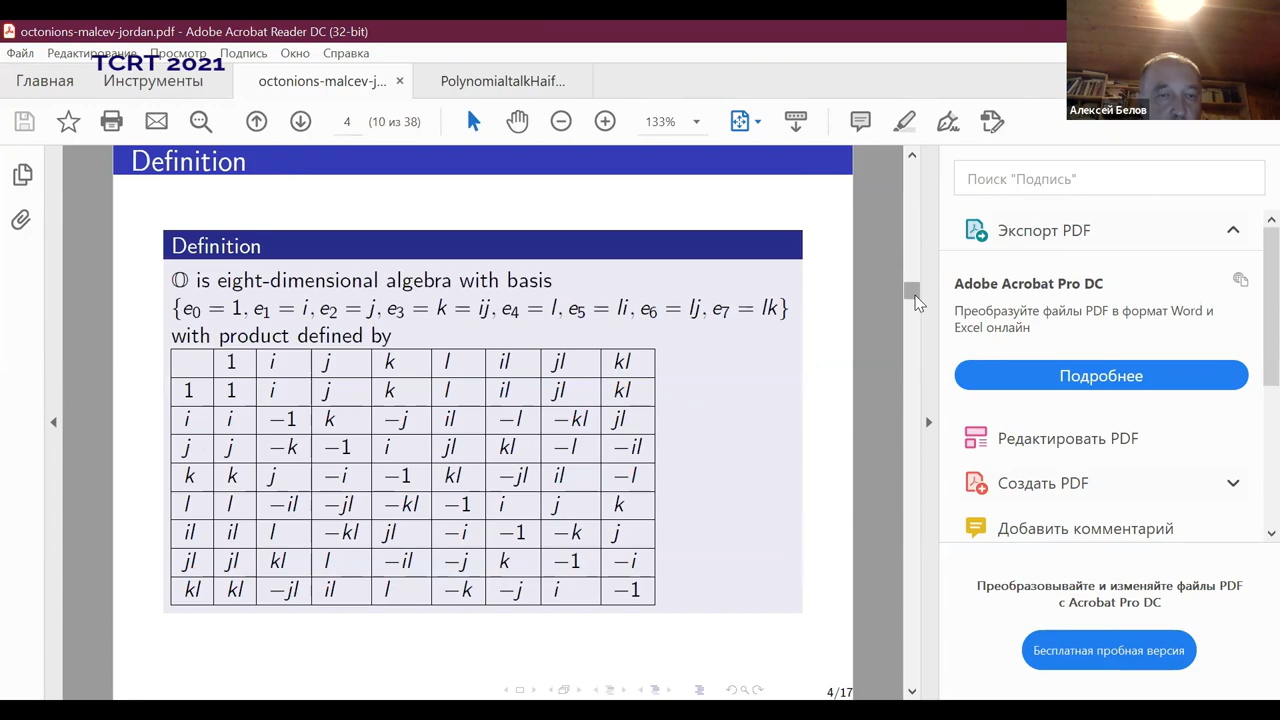 octonions-malcev-jordan.pdf - Adobe Acrobat Reader DC (32-bit)
Файл Редактирование Просмотр Подпись Окно Справка
TCRT 2021
Главная Инструменты octonions-malcev-j... × PolynomialtalkHaif...
4 (10 из 38) 133%
Алексей Белов
Definition
Definition
𝕆 is eight-dimensional algebra with basis
{e₀ = 1, e₁ = i, e₂ = j, e₃ = k = ij, e₄ = l, e₅ = li, e₆ = lj, e₇ = lk}
with product defined by
1 i j k l il jl kl
1 1 i j k l il jl kl
i i −1 k −j il −l −kl jl
j j −k −1 i jl kl −l −il
k k j −i −1 kl −jl il −l
l l −il −jl −kl −1 i j k
il il l −kl jl −i −1 −k j
jl jl kl l −il −j k −1 −i
kl kl −jl il l −k −j i −1
4/17
Поиск "Подпись"
Экспорт PDF
Adobe Acrobat Pro DC
Преобразуйте файлы PDF в формат Word и
Excel онлайн
Подробнее
Редактировать PDF
Создать PDF
Добавить комментарий
Преобразовывайте и изменяйте файлы PDF
с Acrobat Pro DC
Бесплатная пробная версия